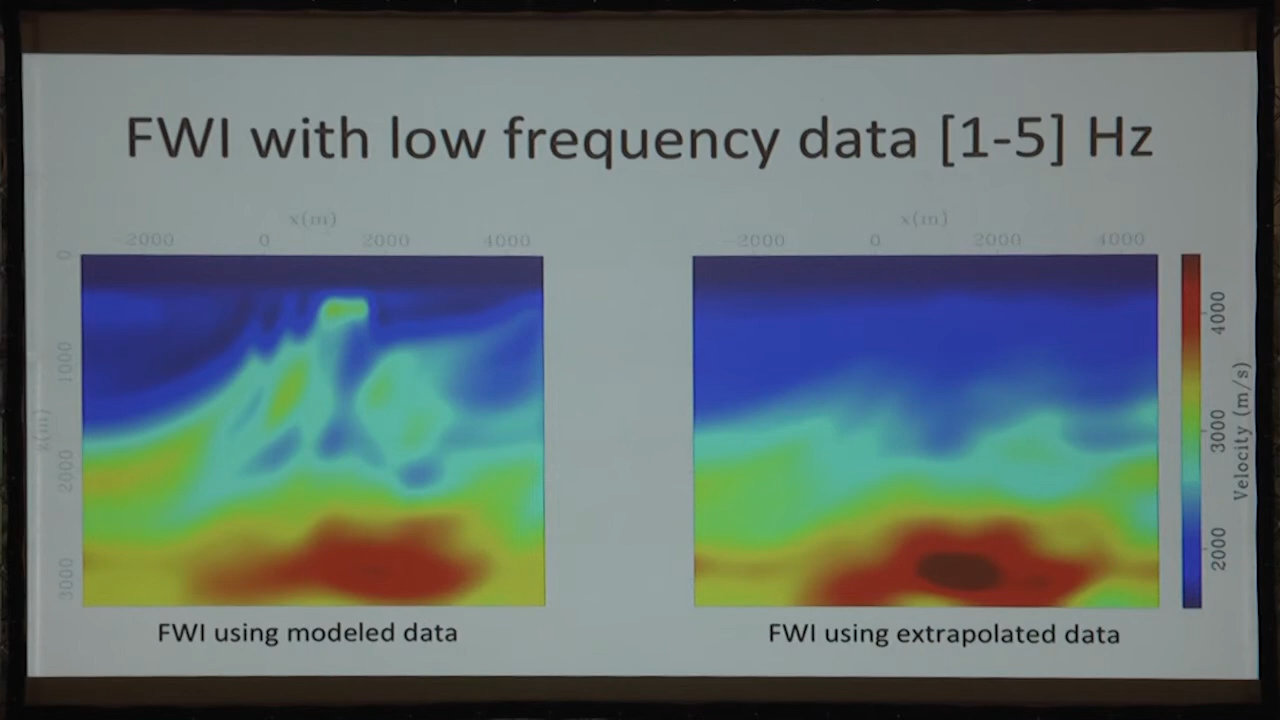 FWI with low frequency data [1-5] Hz
x(m)
-2000 0 2000 4000
x(m)
-2000 0 2000 4000
0
1000
2000
3000
z(m)
4000
3000
2000
Velocity (m/s)
FWI using modeled data
FWI using extrapolated data